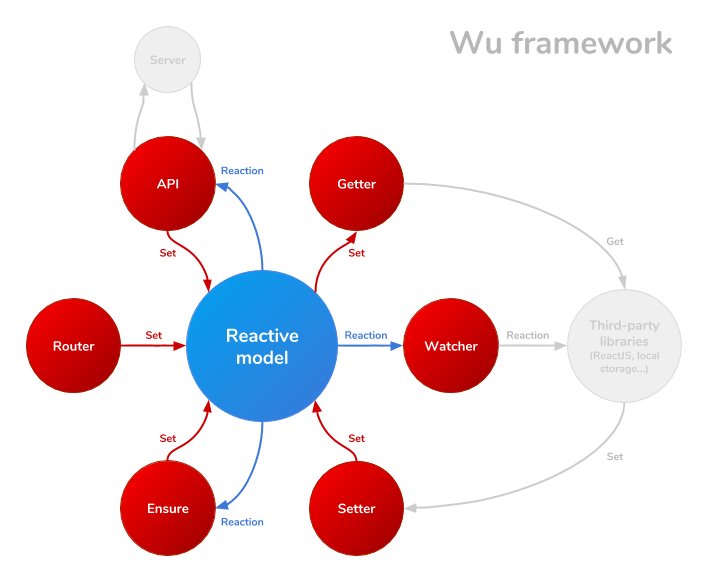 Wu framework
Server
API
Reaction
Getter
Set
Set
Get
Router
Set
Reactive
model
Reaction
Watcher
Reaction
Third-party
libraries
(ReactJS, local
storage...)
Set
Set
Set
Ensure
Reaction
Setter